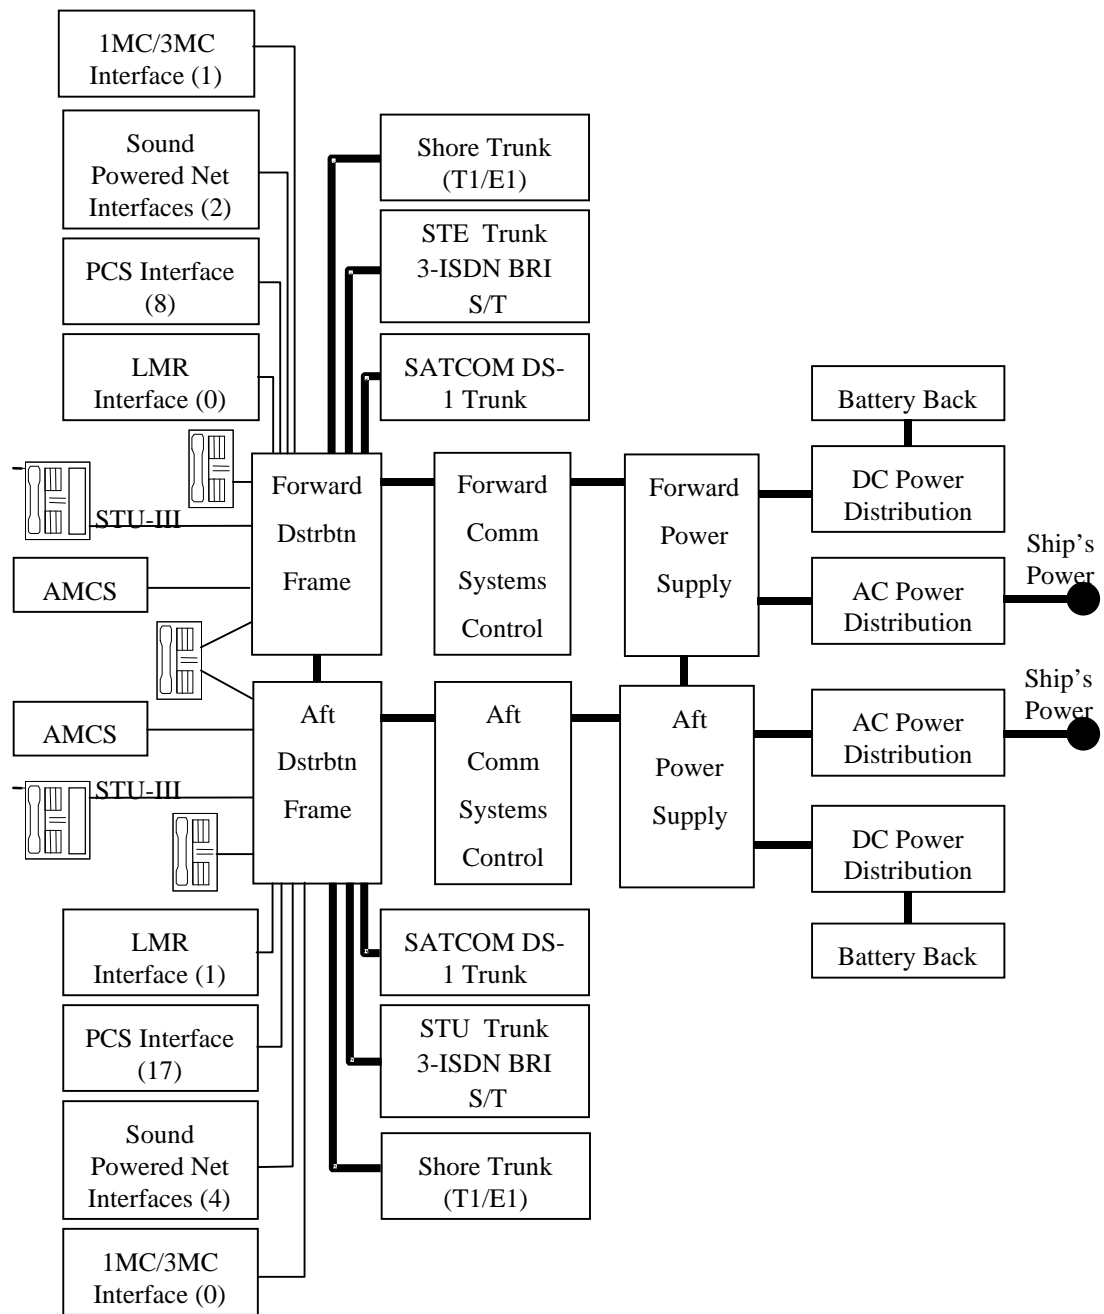 1MC/3MC
Interface (1)
Sound
Powered Net
Interfaces (2)
PCS Interface
(8)
LMR
Interface (0)
Shore Trunk
(T1/E1)
STE Trunk
3-ISDN BRI
S/T
SATCOM DS-
1 Trunk
STU-III
AMCS
Forward
Dstrbtn
Frame
Forward
Comm
Systems
Control
Forward
Power
Supply
Battery Back
DC Power
Distribution
AC Power
Distribution
Ship's
Power
AMCS
STU-III
Aft
Dstrbtn
Frame
Aft
Comm
Systems
Control
Aft
Power
Supply
AC Power
Distribution
Ship's
Power
DC Power
Distribution
Battery Back
LMR
Interface (1)
PCS Interface
(17)
Sound
Powered Net
Interfaces (4)
1MC/3MC
Interface (0)
SATCOM DS-
1 Trunk
STU Trunk
3-ISDN BRI
S/T
Shore Trunk
(T1/E1)